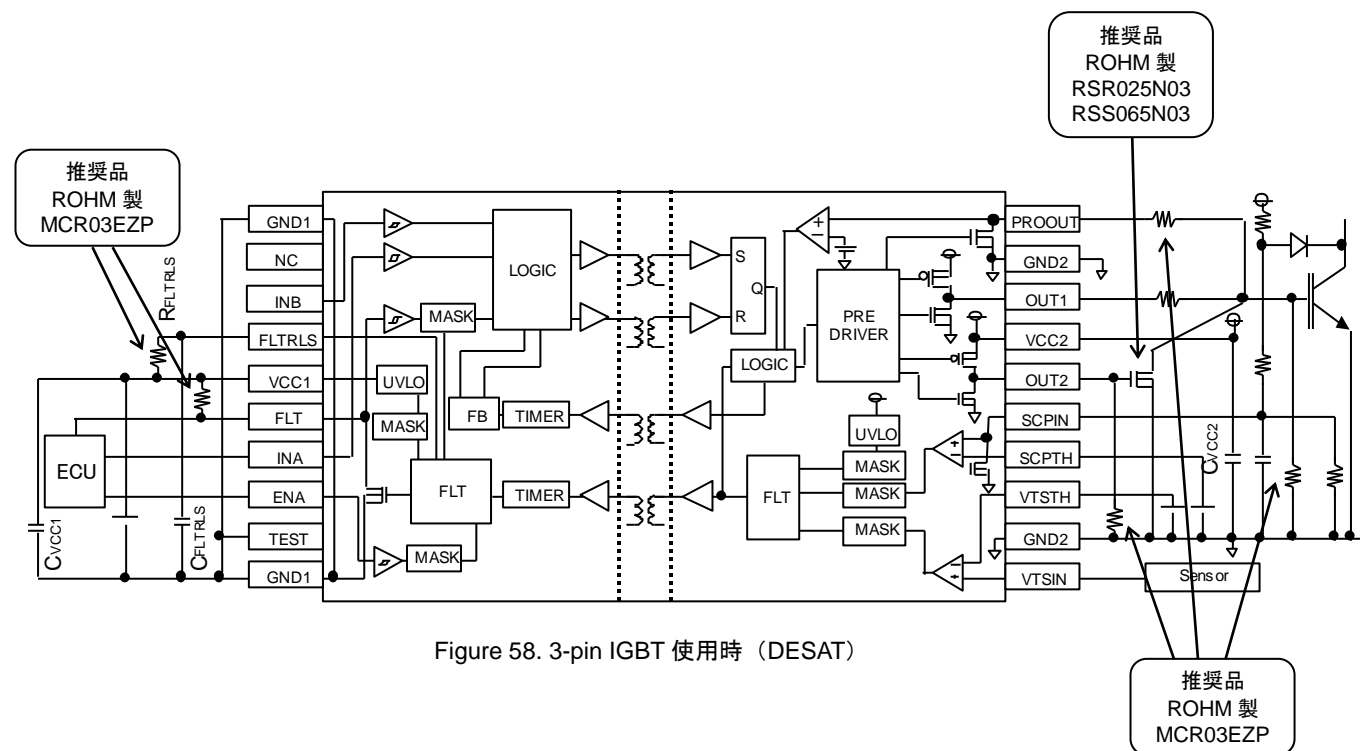 推奨品
ROHM 製
RSR025N03
RSS065N03
推奨品
ROHM 製
MCR03EZP
RFLTRLS
CVCC1
CFLTRLS
ECU
GND1
NC
INB
FLTRLS
VCC1
FLT
INA
ENA
TEST
GND1
LOGIC
MASK
UVLO
MASK
FB
TIMER
FLT
TIMER
MASK
S
Q
R
LOGIC
PRE
DRIVER
UVLO
MASK
MASK
MASK
FLT
+
−
+
−
−
+
PROOUT
GND2
OUT1
VCC2
OUT2
SCPIN
SCPTH
VTSTH
GND2
VTSIN
CVCC2
Sensor
Figure 58. 3-pin IGBT 使用時（DESAT）
推奨品
ROHM 製
MCR03EZP